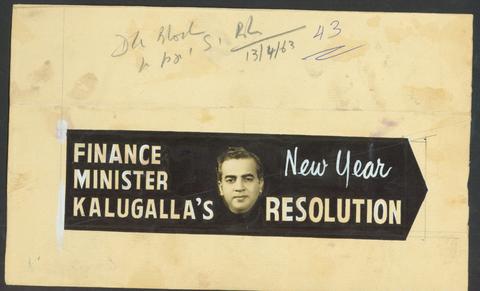 43
13/4/63
FINANCE
MINISTER
KALUGALLA'S
New Year
RESOLUTION